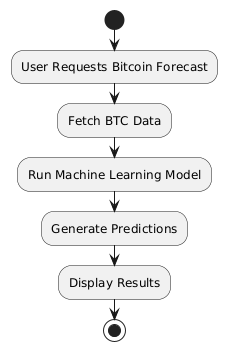 User Requests Bitcoin Forecast
Fetch BTC Data
Run Machine Learning Model
Generate Predictions
Display Results